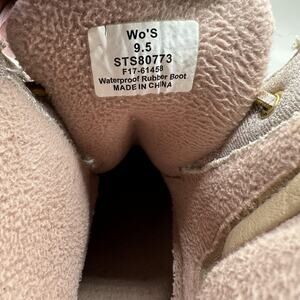 Wo'S
9.5
STS80773
F17-61458
Waterproof Rubber Boot
MADE IN CHINA